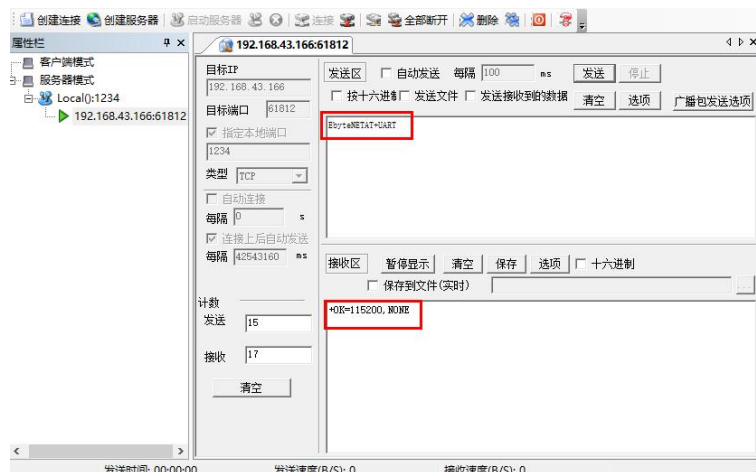 创建连接 创建服务器 启动服务器 连接 全部断开 删除
属性栏
192.168.43.166:61812
客户端模式
服务器模式
Local():1234
192.168.43.166:61812
目标IP
192.168.43.166
目标端口 61812
指定本地端口
1234
类型 TCP
自动连接
每隔 0 s
连接上后自动发送
每隔 42543160 ms
计数
发送 15
接收 17
清空
发送区 自动发送 每隔 100 ms 发送 停止
按十六进制 发送文件 发送接收到的数据 清空 选项 广播包发送选项
EbyteNETAT+UART
接收区 暂停显示 清空 保存 选项 十六进制
保存到文件(实时)
+OK=115200,NONE
发送时间: 00:00:00 发送速度(B/S): 0 接收速度(B/S): 0